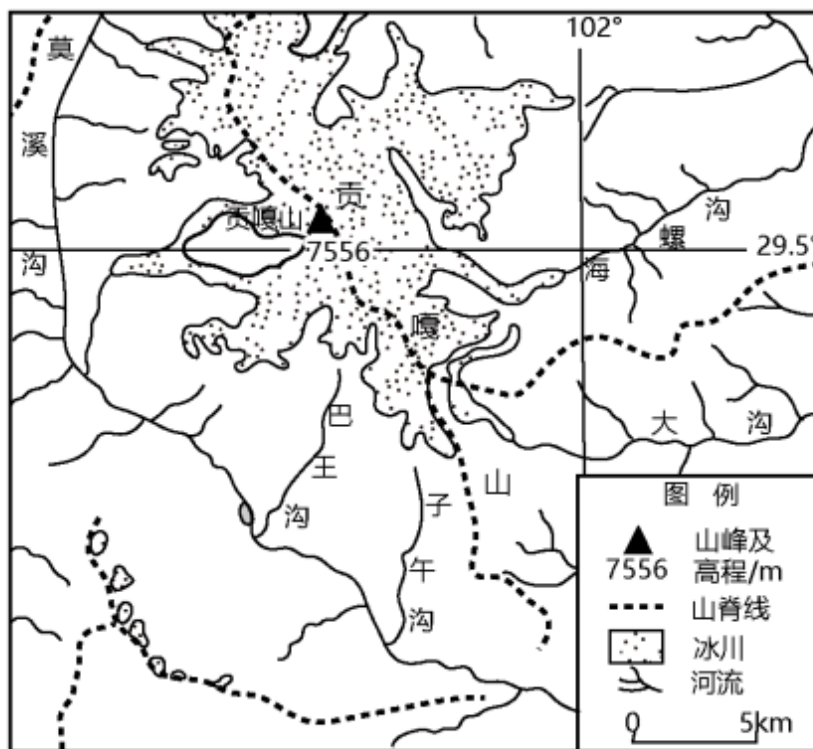 102°
莫
溪
沟
贡
贡嘎山
7556
沟
螺
海
29.5°
嘎
巴
王
沟
大
沟
山
子
午
沟
图 例
山峰及
7556 高程/m
山脊线
冰川
河流
0 5km